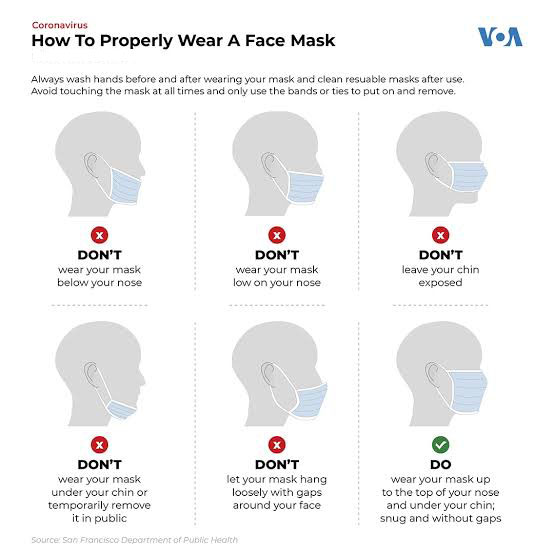 Coronavirus
How To Properly Wear A Face Mask
VOA
Always wash hands before and after wearing your mask and clean resuable masks after use.
Avoid touching the mask at all times and only use the bands or ties to put on and remove.
x
DON'T
wear your mask
below your nose
x
DON'T
wear your mask
low on your nose
x
DON'T
leave your chin
exposed
x
DON'T
wear your mask
under your chin or
temporarily remove
it in public
x
DON'T
let your mask hang
loosely with gaps
around your face
DO
wear your mask up
to the top of your nose
and under your chin;
snug and without gaps
Source: San Francisco Department of Public Health